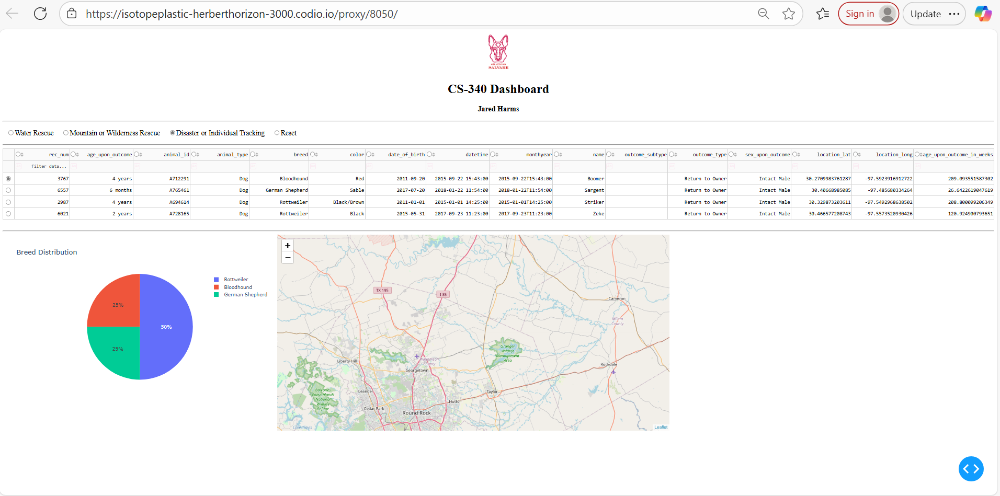 https://isotopeplastic-herberthorizon-3000.codio.io/proxy/8050/
Sign in
Update
GRAZIOSO
SALVARE
CS-340 Dashboard
Jared Harms
Water Rescue Mountain or Wilderness Rescue Disaster or Individual Tracking Reset
rec_num age_upon_outcome animal_id animal_type breed color date_of_birth datetime monthyear name outcome_subtype outcome_type sex_upon_outcome location_lat location_long age_upon_outcome_in_weeks
filter data...
3767 4 years A712291 Dog Bloodhound Red 2011-09-20 2015-09-22 15:43:00 2015-09-22T15:43:00 Boomer Return to Owner Intact Male 30.2709983761287 -97.5923916912722 209.093551587302
6557 6 months A765461 Dog German Shepherd Sable 2017-07-20 2018-01-22 11:54:00 2018-01-22T11:54:00 Sargent Return to Owner Intact Male 30.40668985085 -97.485680334264 26.6422619047619
2987 4 years A694614 Dog Rottweiler Black/Brown 2011-01-01 2015-01-01 14:25:00 2015-01-01T14:25:00 Striker Return to Owner Intact Male 30.329873203611 -97.5492968638502 208.800099206349
6021 2 years A728165 Dog Rottweiler Black 2015-05-31 2017-09-23 11:23:00 2017-09-23T11:23:00 Zeke Return to Owner Intact Male 30.466577208743 -97.5573520930426 120.924900793651
Breed Distribution
Rottweiler
Bloodhound
German Shepherd
25%
50%
25%
+
−
TX 195
I 35
Cameron
Milam
County
Granger
Wildlife
Management
Area
Liberty Hill
Williamson
County
Georgetown
Rockdale
Balcones
Canyonlands
National
Wildlife
Refuge
Leander
Taylor
Hutto
Cedar Park
Round Rock
Lake Travis
Leaflet